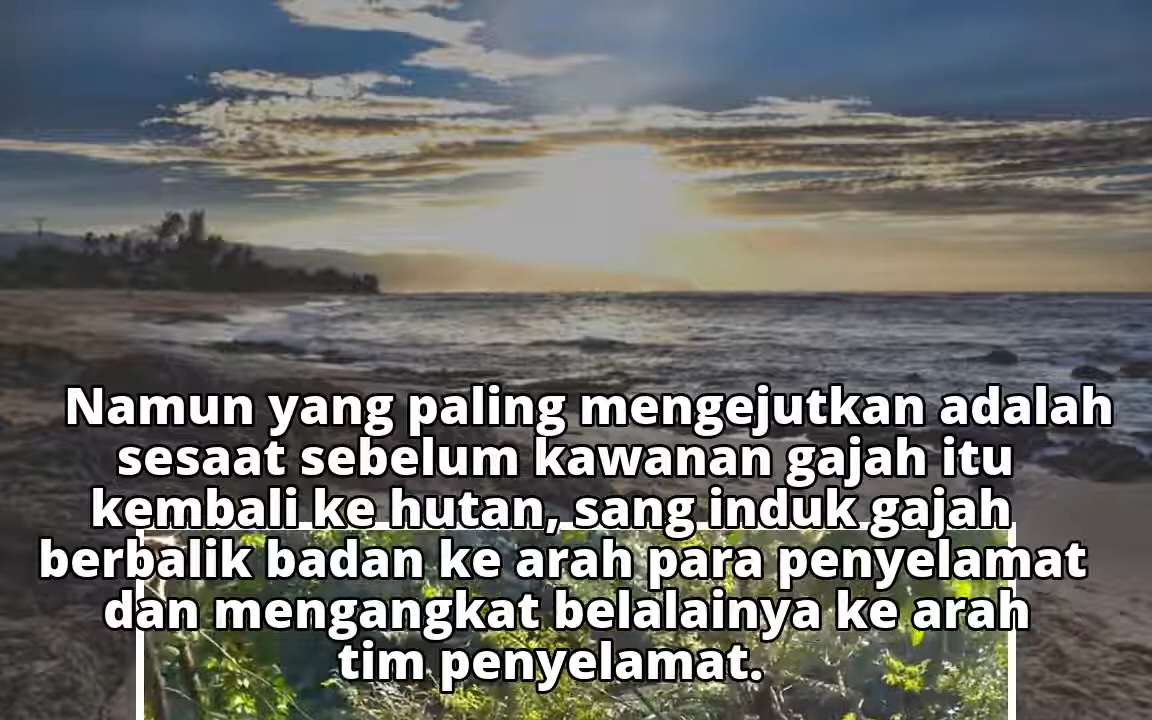 Namun yang paling mengejutkan adalah
sesaat sebelum kawanan gajah itu
kembali ke hutan, sang induk gajah
berbalik badan ke arah para penyelamat
dan mengangkat belalainya ke arah
tim penyelamat.